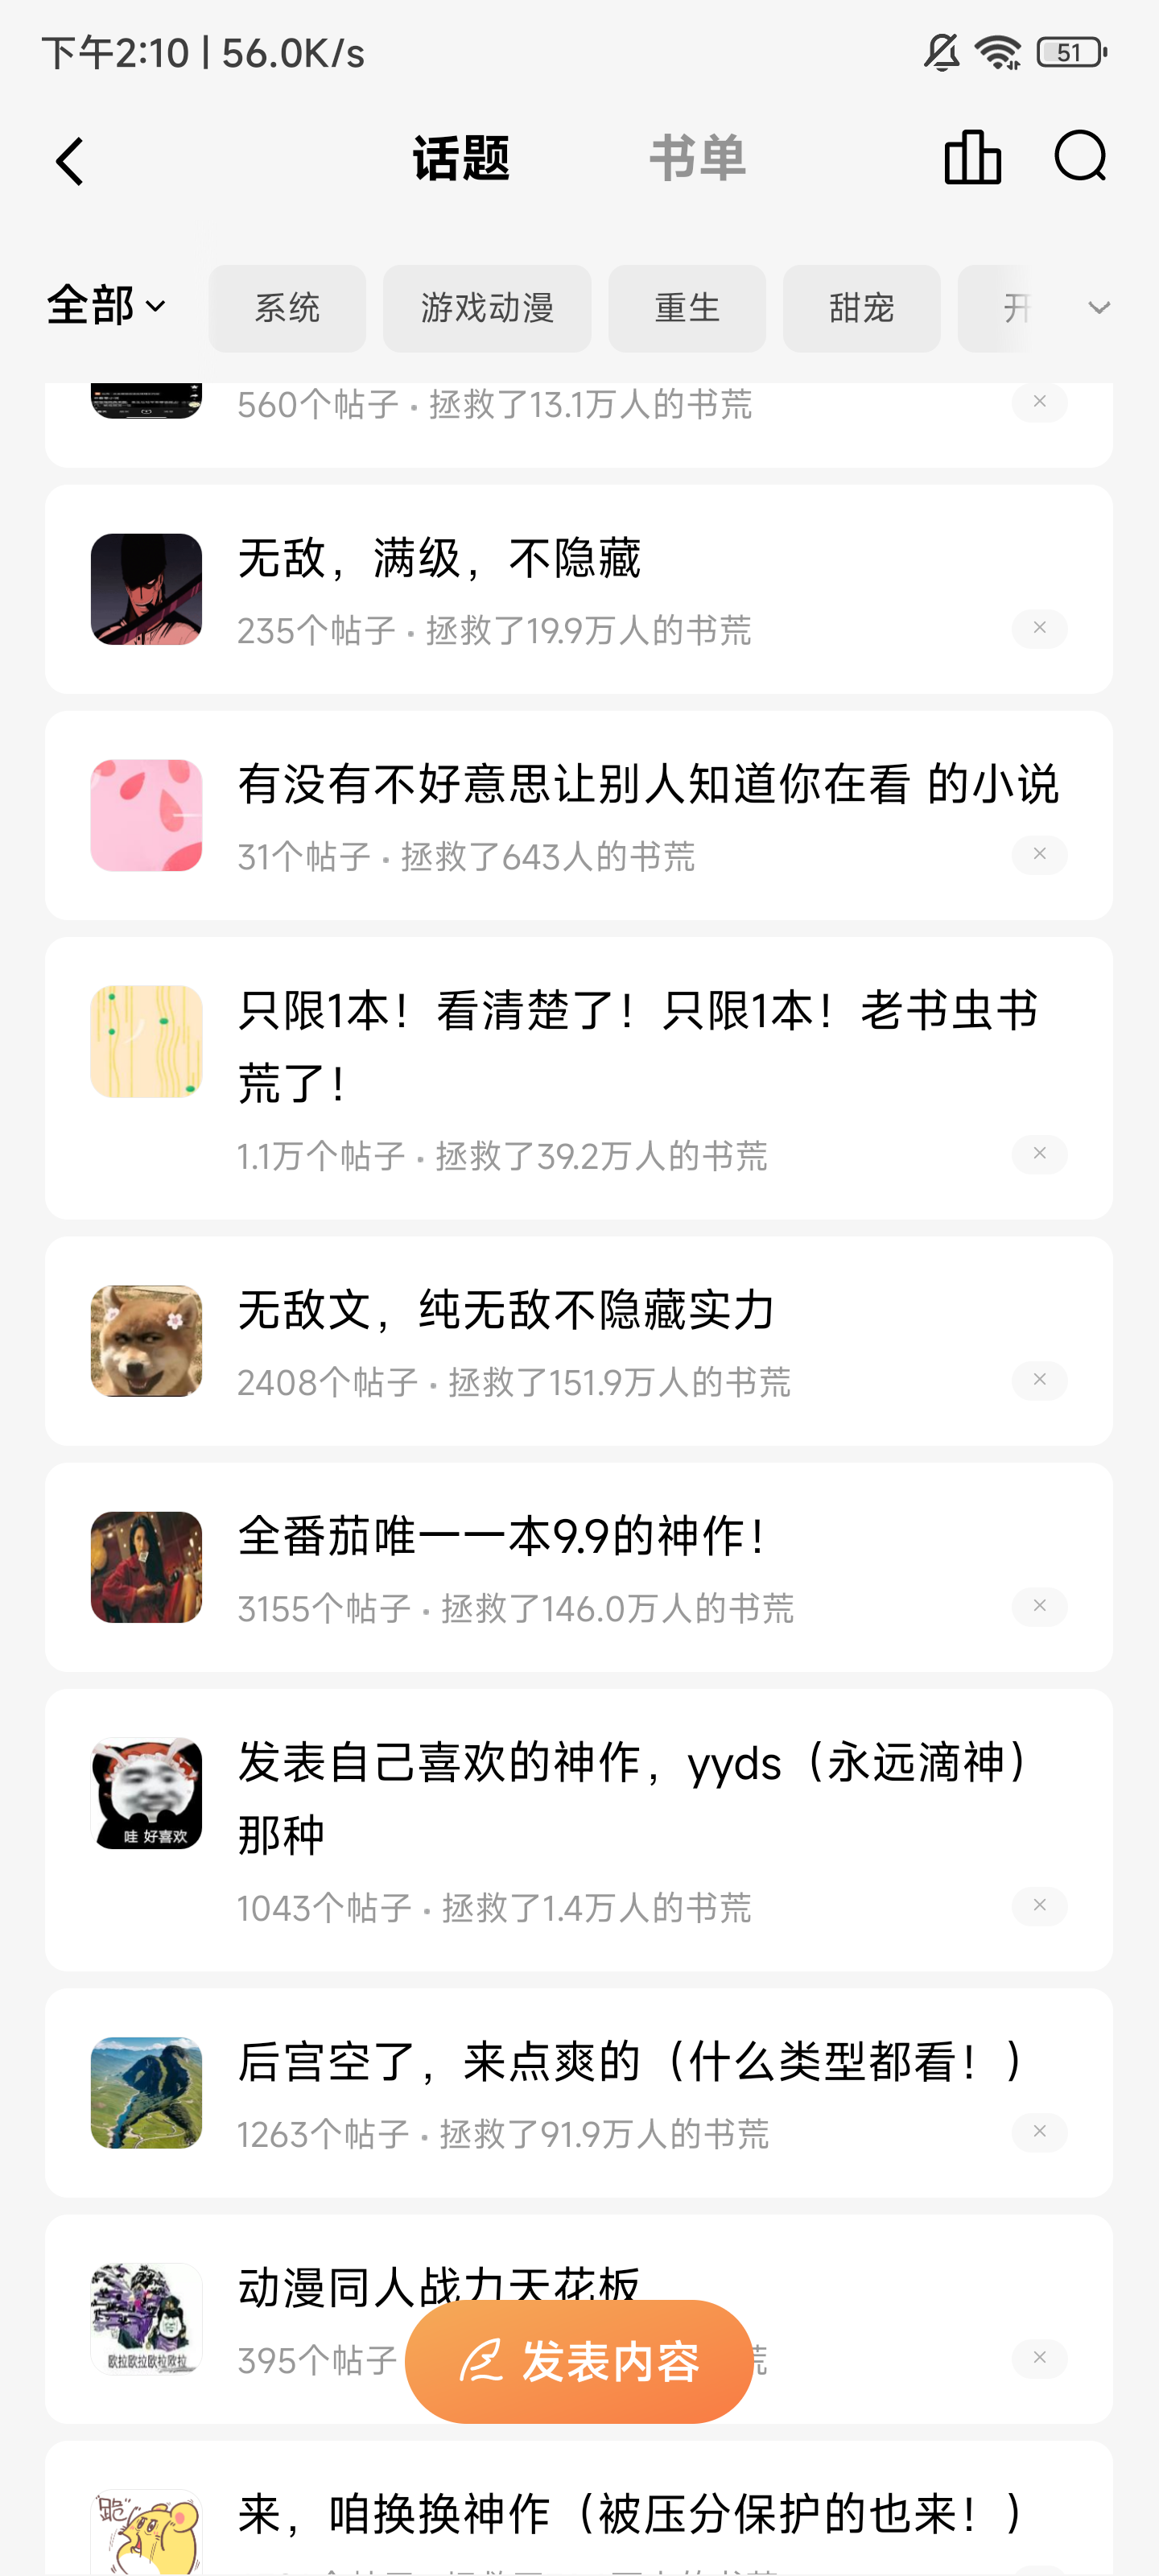 下午2:10 | 56.0K/s
51
话题 书单
全部 系统 游戏动漫 重生 甜宠 开
560个帖子 · 拯救了13.1万人的书荒
无敌，满级，不隐藏
235个帖子 · 拯救了19.9万人的书荒
有没有不好意思让别人知道你在看 的小说
31个帖子 · 拯救了643人的书荒
只限1本！看清楚了！只限1本！老书虫书
荒了！
1.1万个帖子 · 拯救了39.2万人的书荒
无敌文，纯无敌不隐藏实力
2408个帖子 · 拯救了151.9万人的书荒
全番茄唯一一本9.9的神作！
3155个帖子 · 拯救了146.0万人的书荒
发表自己喜欢的神作，yyds（永远滴神）
那种
哇 好喜欢
1043个帖子 · 拯救了1.4万人的书荒
后宫空了，来点爽的（什么类型都看！）
1263个帖子 · 拯救了91.9万人的书荒
动漫同人战力天花板
欧拉欧拉欧拉欧拉
395个帖子 荒
发表内容
来，咱换换神作（被压分保护的也来！）
跪